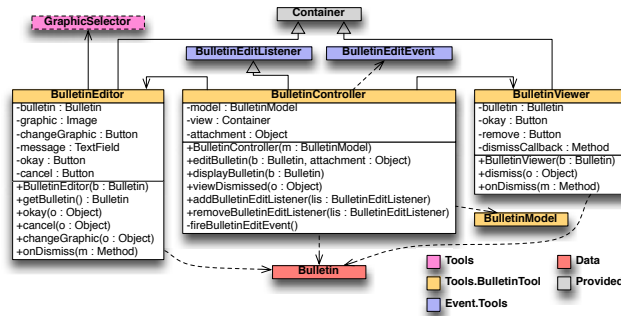 Container
GraphicSelector
BulletinEditListener
BulletinEditEvent
BulletinEditor
-bulletin : Bulletin
-graphic : Image
-changeGraphic : Button
-message : TextField
-okay : Button
-cancel : Button
+BulletinEditor(b : Bulletin)
+getBulletin() : Bulletin
+okay(o : Object)
+cancel(o : Object)
+changeGraphic(o : Object)
+onDismiss(m : Method)
BulletinController
-model : BulletinModel
-view : Container
-attachment : Object
+BulletinController(m : BulletinModel)
+editBulletin(b : Bulletin, attachment : Object)
+displayBulletin(b : Bulletin)
+viewDismissed(o : Object)
+addBulletinEditListener(lis : BulletinEditListener)
+removeBulletinEditListener(lis : BulletinEditListener)
-fireBulletinEditEvent()
BulletinViewer
-bulletin : Bulletin
-okay : Button
-remove : Button
-dismissCallback : Method
+BulletinViewer(b : Bulletin)
+dismiss(o : Object)
+onDismiss(m : Method)
BulletinModel
Bulletin
Tools
Data
Tools.BulletinTool
Provided
Event.Tools